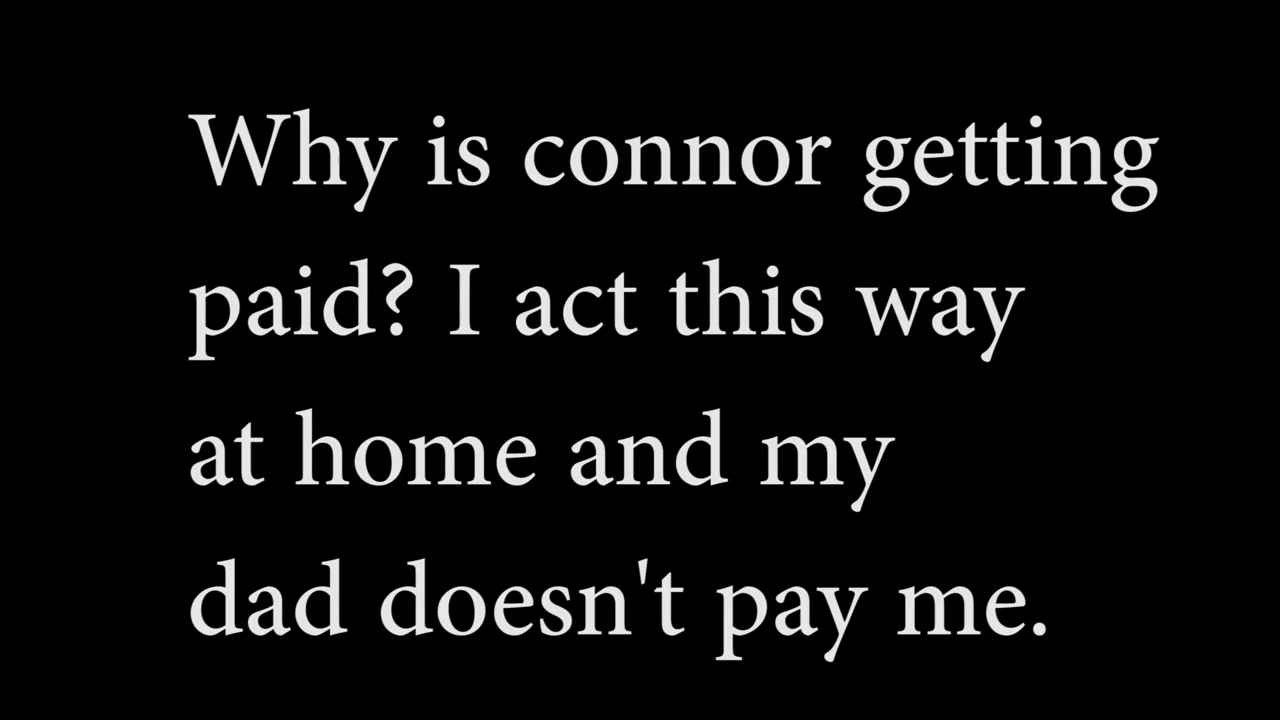 Why is connor getting
paid? I act this way
at home and my
dad doesn't pay me.